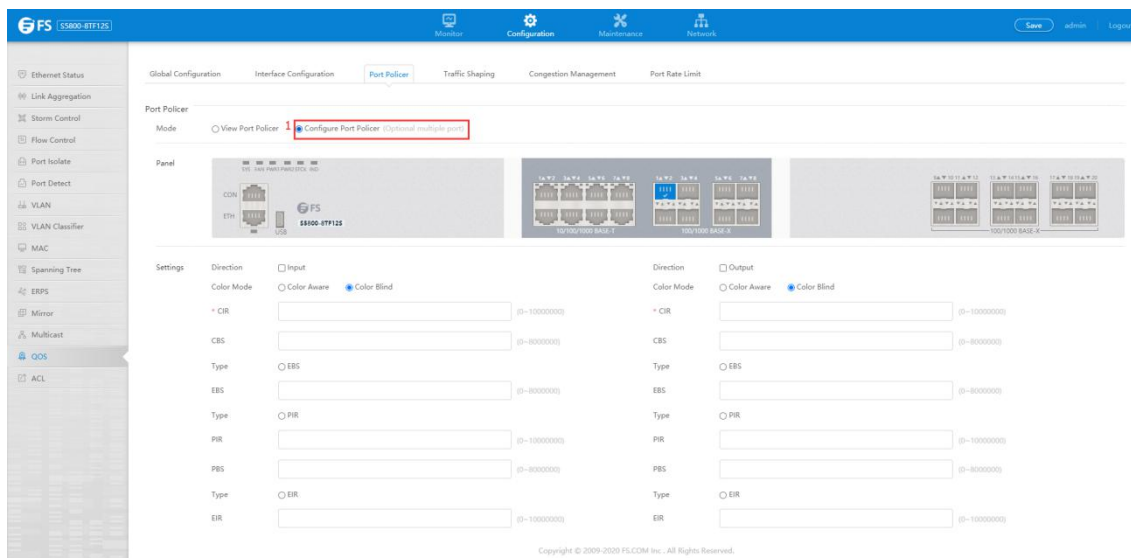 FS S5800-8TF12S Monitor Configuration Maintenance Network Save admin Logou
Global Configuration Interface Configuration Port Policer Traffic Shaping Congestion Management Port Rate Limit
Ethernet Status
Link Aggregation
Storm Control
Flow Control
Port Isolate
Port Detect
VLAN
VLAN Classifier
MAC
Spanning Tree
ERPS
Mirror
Multicast
QOS
ACL
Port Policer
Mode View Port Policer 1 Configure Port Policer (Optional multiple port)
Panel
CON
ETH
USB
FS
S5800-8TF12S
10/100/1000 BASE-T
100/1000 BASE-X
100/1000 BASE-X
Settings Direction Input Direction Output
Color Mode Color Aware Color Blind Color Mode Color Aware Color Blind
* CIR (0~10000000) * CIR (0~10000000)
CBS (0~8000000) CBS (0~8000000)
Type EBS Type EBS
EBS (0~8000000) EBS (0~8000000)
Type PIR Type PIR
PIR (0~10000000) PIR (0~10000000)
PBS (0~8000000) PBS (0~8000000)
Type EIR Type EIR
EIR (0~10000000) EIR (0~10000000)
Copyright © 2009-2020 FS.COM Inc . All Rights Reserved.